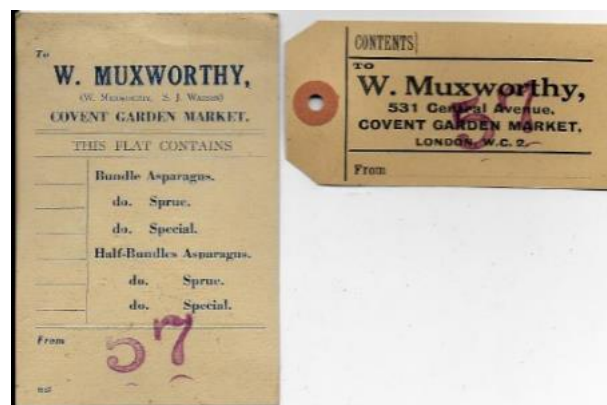 To
W. MUXWORTHY,
(W. Muxworthy, S. J. Watson)
COVENT GARDEN MARKET.
THIS FLAT CONTAINS
Bundle Asparagus.
do. Sprue.
do. Special.
Half-Bundles Asparagus.
do. Sprue.
do. Special.
From
57
CONTENTS
TO
W. Muxworthy,
531 Central Avenue,
COVENT GARDEN MARKET,
LONDON, W.C. 2.
57
From